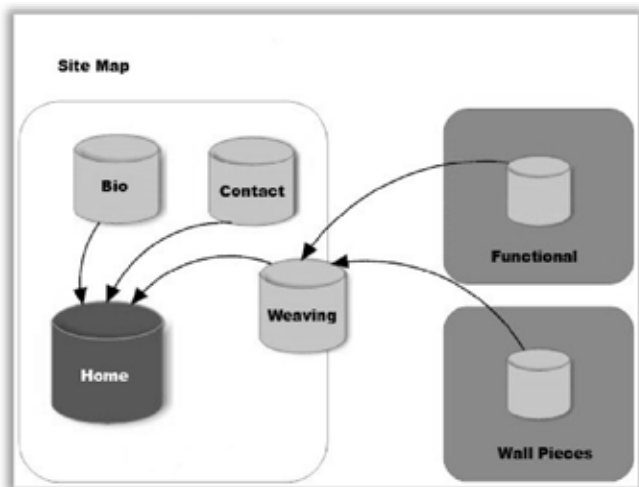 Site Map
Bio
Contact
Functional
Weaving
Home
Wall Pieces